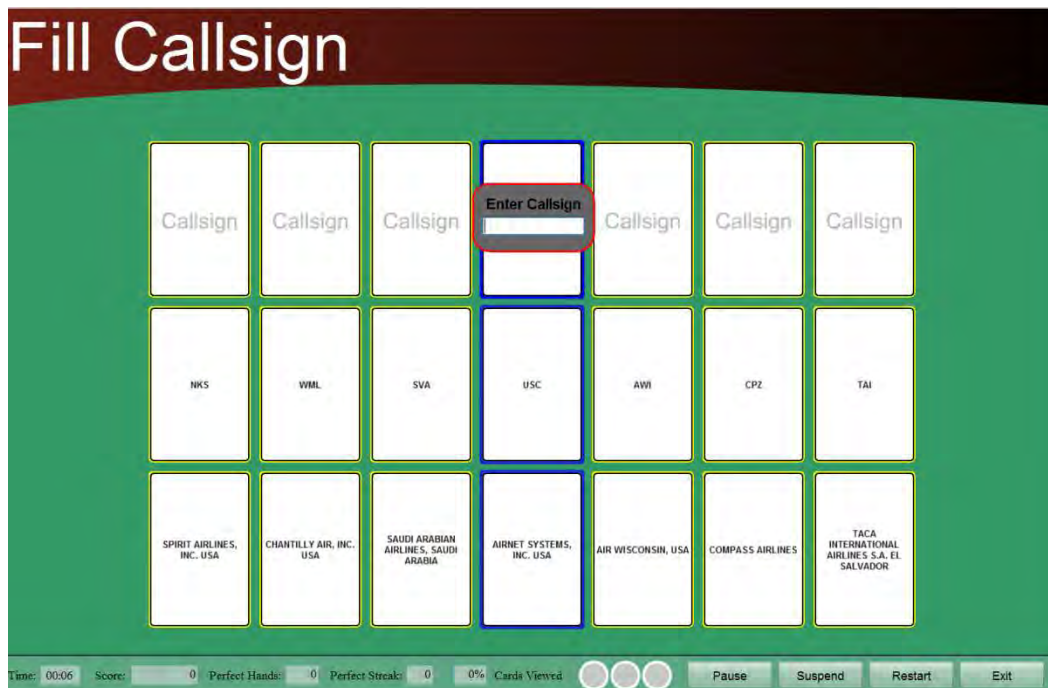 Fill Callsign
Callsign
Callsign
Callsign
Enter Callsign
Callsign
Callsign
Callsign
NKS
WML
SVA
USC
AWI
CPZ
TAI
SPIRIT AIRLINES,
INC. USA
CHANTILLY AIR, INC.
USA
SAUDI ARABIAN
AIRLINES, SAUDI
ARABIA
AIRNET SYSTEMS,
INC. USA
AIR WISCONSIN, USA
COMPASS AIRLINES
TACA
INTERNATIONAL
AIRLINES S.A. EL
SALVADOR
Time: 00:06 Score: 0 Perfect Hands: 0 Perfect Streak: 0 0% Cards Viewed Pause Suspend Restart Exit